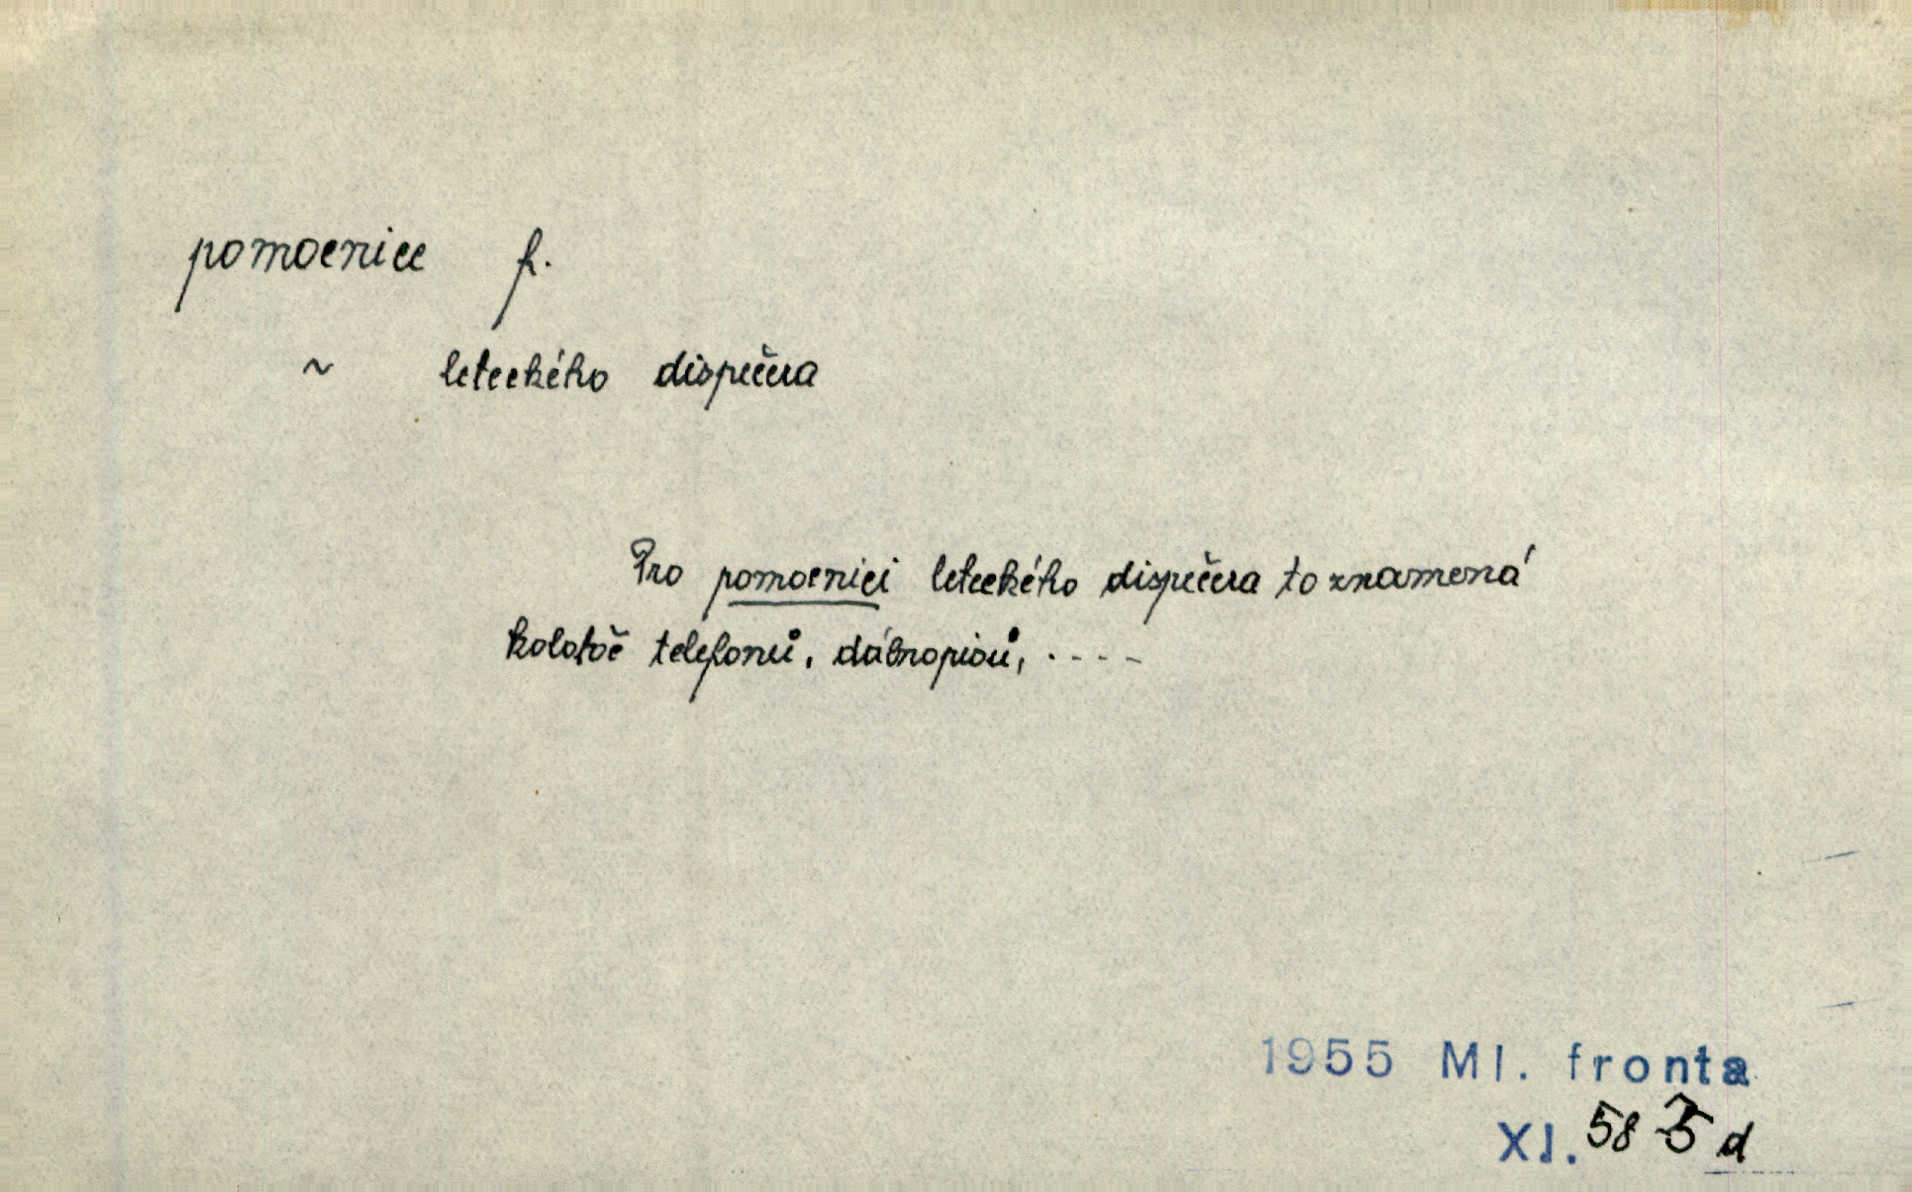 pomocnice f.
~ leteckého dispečera
Pro pomocnici leteckého dispečera to znamená
kolotoč telefonů, dálnopisů, . - - -
1955 Ml. fronta
XI. 58 5 d